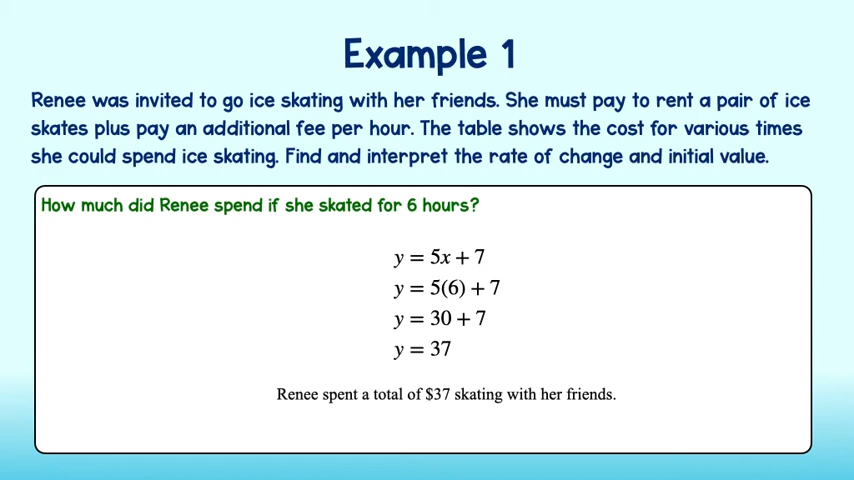 Example 1
Renee was invited to go ice skating with her friends. She must pay to rent a pair of ice
skates plus pay an additional fee per hour. The table shows the cost for various times
she could spend ice skating. Find and interpret the rate of change and initial value.
How much did Renee spend if she skated for 6 hours?
y = 5x + 7
y = 5(6) + 7
y = 30 + 7
y = 37
Renee spent a total of $37 skating with her friends.